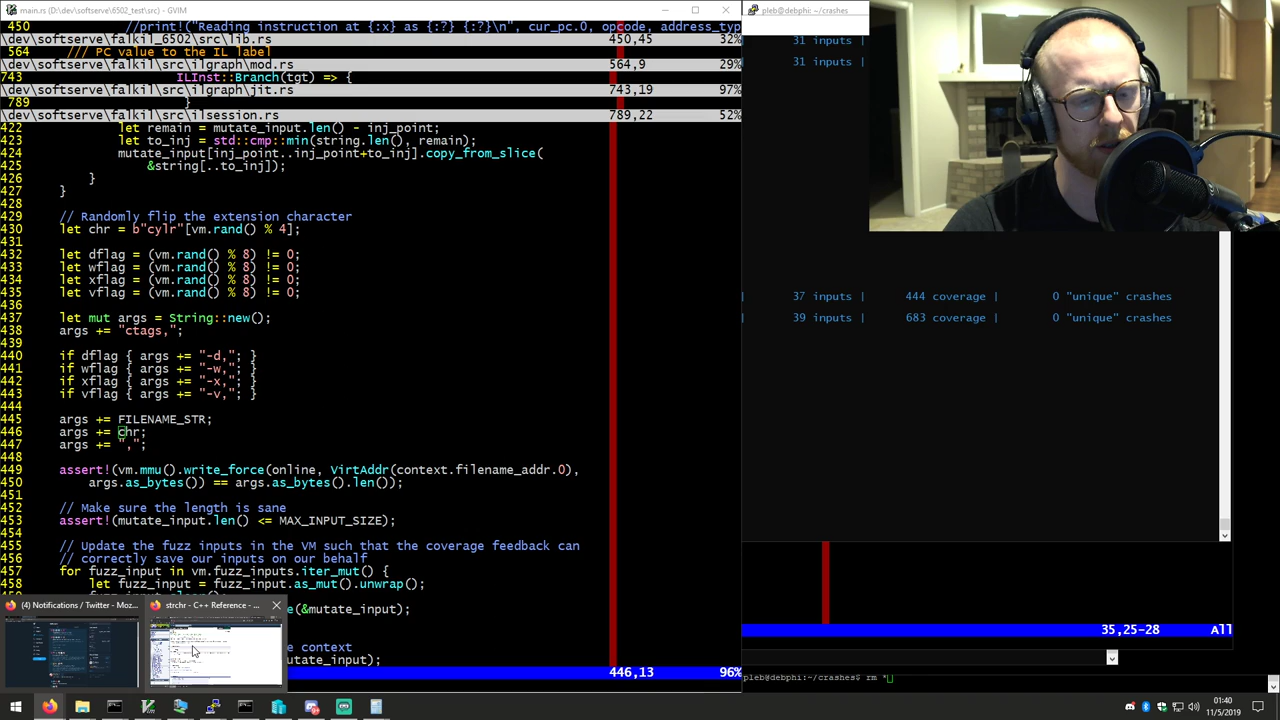 main.rs (D:\dev\softserve\6502_test\src) - GVIM
450 //print!("Reading instruction at {:x} as {:?} {:?}\n", cur_pc.0, opcode, address_typ
\dev\softserve\falkil_6502\src\lib.rs 450,45 32%
564 /// PC value to the IL label
\dev\softserve\falkil\src\ilgraph\mod.rs 564,9 29%
743 ILInst::Branch(tgt) => {
\dev\softserve\falkil\src\ilgraph\jit.rs 743,19 97%
789 }
\dev\softserve\falkil\src\ilsession.rs 789,22 52%
422 let remain = mutate_input.len() - inj_point;
423 let to_inj = std::cmp::min(string.len(), remain);
424 mutate_input[inj_point..inj_point+to_inj].copy_from_slice(
425 &string[..to_inj]);
426 }
427 }
428
429 // Randomly flip the extension character
430 let chr = b"cylr"[vm.rand() % 4];
431
432 let dflag = (vm.rand() % 8) != 0;
433 let wflag = (vm.rand() % 8) != 0;
434 let xflag = (vm.rand() % 8) != 0;
435 let vflag = (vm.rand() % 8) != 0;
436
437 let mut args = String::new();
438 args += "ctags,";
439
440 if dflag { args += "-d,"; }
441 if wflag { args += "-w,"; }
442 if xflag { args += "-x,"; }
443 if vflag { args += "-v,"; }
444
445 args += FILENAME_STR;
446 args += chr;
447 args += ",";
448
449 assert!(vm.mmu().write_force(online, VirtAddr(context.filename_addr.0),
450 args.as_bytes()) == args.as_bytes().len());
451
452 // Make sure the length is sane
453 assert!(mutate_input.len() <= MAX_INPUT_SIZE);
454
455 // Update the fuzz inputs in the VM such that the coverage feedback can
456 // correctly save our inputs on our behalf
457 for fuzz_input in vm.fuzz_inputs.iter_mut() {
458 let fuzz_input = fuzz_input.as_mut().unwrap();
(&mutate_input);
context
mutate_input);
446,13 96%
(4) Notifications / Twitter - Moz...
strchr - C++ Reference - ...
pleb@debphi: ~/crashes
31 inputs |
31 inputs |
| 37 inputs | 444 coverage | 0 "unique" crashes
| 39 inputs | 683 coverage | 0 "unique" crashes
35,25-28 All
pleb@debphi:~/crashes$ rm *
01:40
11/5/2019